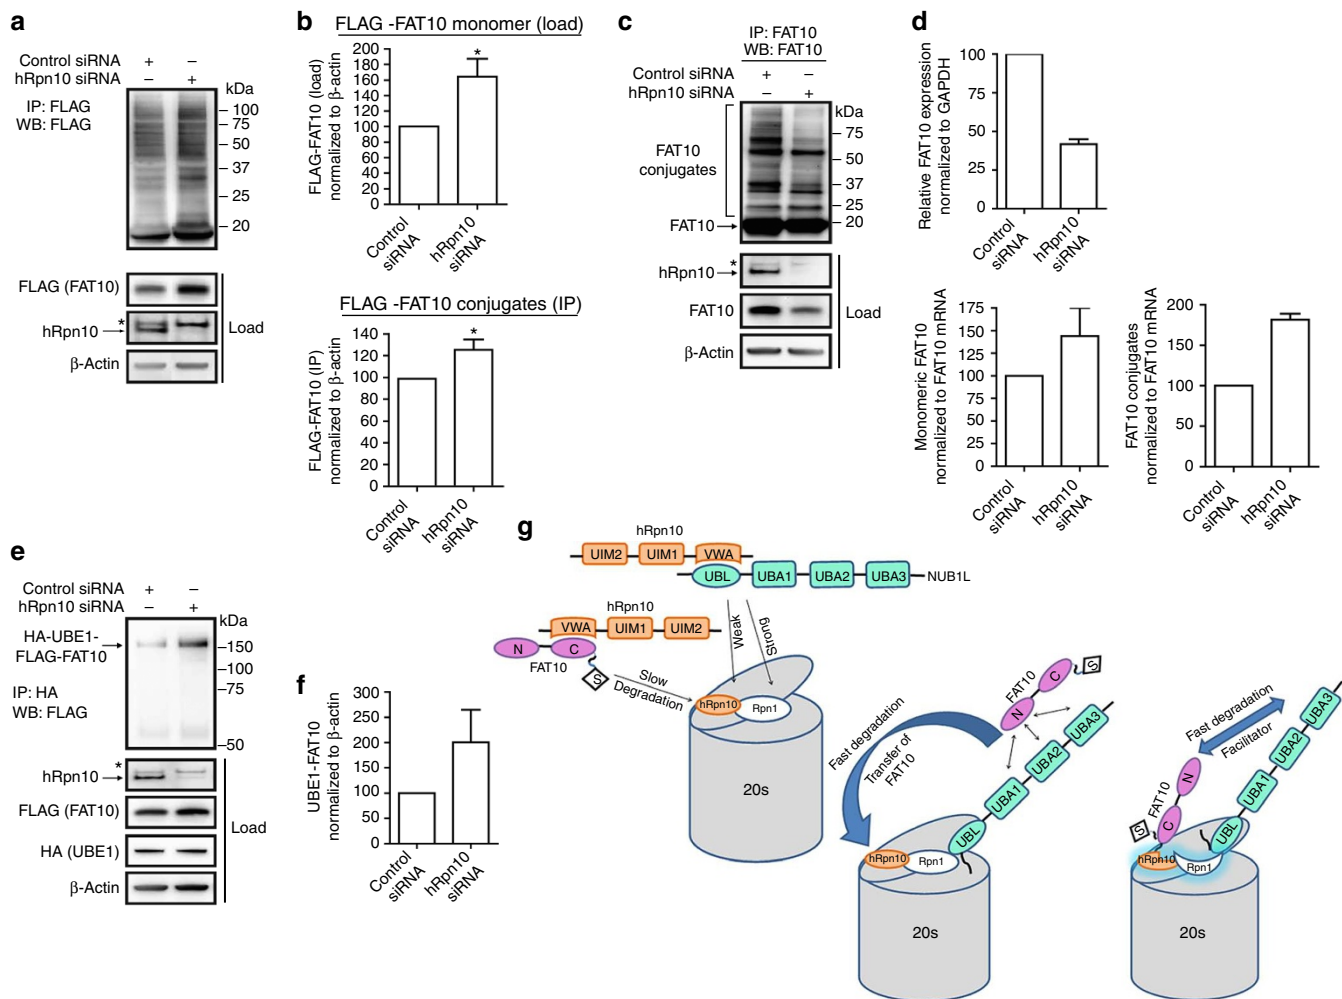 a
Control siRNA + −
hRpn10 siRNA − +
kDa
IP: FLAG
WB: FLAG
100
75
50
37
25
20
FLAG (FAT10)
*
hRpn10
β-Actin
Load
b
FLAG -FAT10 monomer (load)
FLAG-FAT10 (load)
normalized to β-actin
200
180
160
140
120
100
80
60
40
20
0
*
Control
siRNA
hRpn10
siRNA
FLAG -FAT10 conjugates (IP)
FLAG-FAT10 (IP)
normalized to β-actin
140
120
100
80
60
40
20
0
*
Control
siRNA
hRpn10
siRNA
c
IP: FAT10
WB: FAT10
Control siRNA + −
hRpn10 siRNA − +
kDa
75
50
37
25
20
FAT10
conjugates
FAT10
*
hRpn10
FAT10
β-Actin
Load
d
Relative FAT10 expression
normalized to GAPDH
100
75
50
25
0
Control
siRNA
hRpn10
siRNA
Monomeric FAT10
normalized to FAT10 mRNA
175
150
125
100
75
50
25
0
Control
siRNA
hRpn10
siRNA
FAT10 conjugates
normalized to FAT10 mRNA
200
150
100
50
0
Control
siRNA
hRpn10
siRNA
e
Control siRNA + −
hRpn10 siRNA − +
kDa
HA-UBE1-
FLAG-FAT10
IP: HA
WB: FLAG
150
100
75
50
*
hRpn10
FLAG (FAT10)
HA (UBE1)
β-Actin
Load
f
UBE1-FAT10
normalized to β-actin
300
250
200
150
100
50
0
Control
siRNA
hRpn10
siRNA
g
hRpn10
UIM2 UIM1 VWA
UBL UBA1 UBA2 UBA3 NUB1L
hRpn10
VWA UIM1 UIM2
N C
FAT10
S
Slow
Degradation
Weak
Strong
hRpn10 Rpn1
20s
Fast degradation
Transfer of
FAT10
FAT10
N C S
UBL UBA1 UBA2 UBA3
hRpn10 Rpn1
20s
Fast degradation
Facilitator
FAT10
S C N
UBL UBA1 UBA2 UBA3
hRpn10 Rpn1
20s